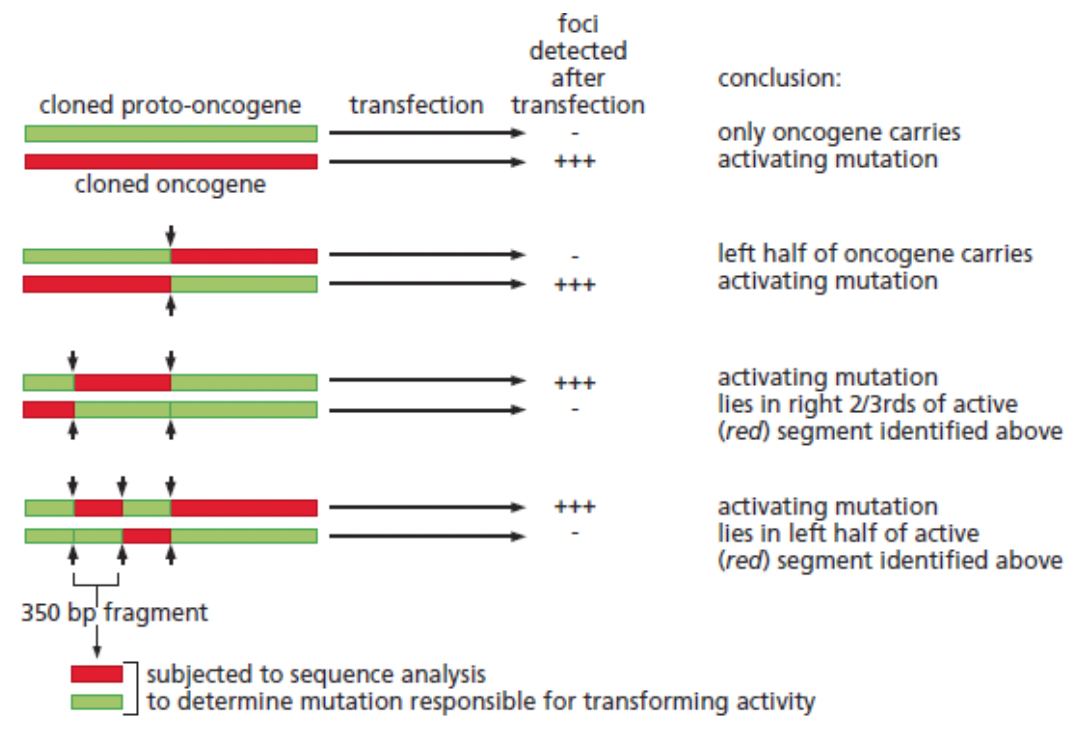 foci
detected
after
cloned proto-oncogene transfection transfection conclusion:
- only oncogene carries
+++ activating mutation
cloned oncogene
- left half of oncogene carries
+++ activating mutation
+++ activating mutation
- lies in right 2/3rds of active
(red) segment identified above
+++ activating mutation
- lies in left half of active
(red) segment identified above
350 bp fragment
subjected to sequence analysis
to determine mutation responsible for transforming activity